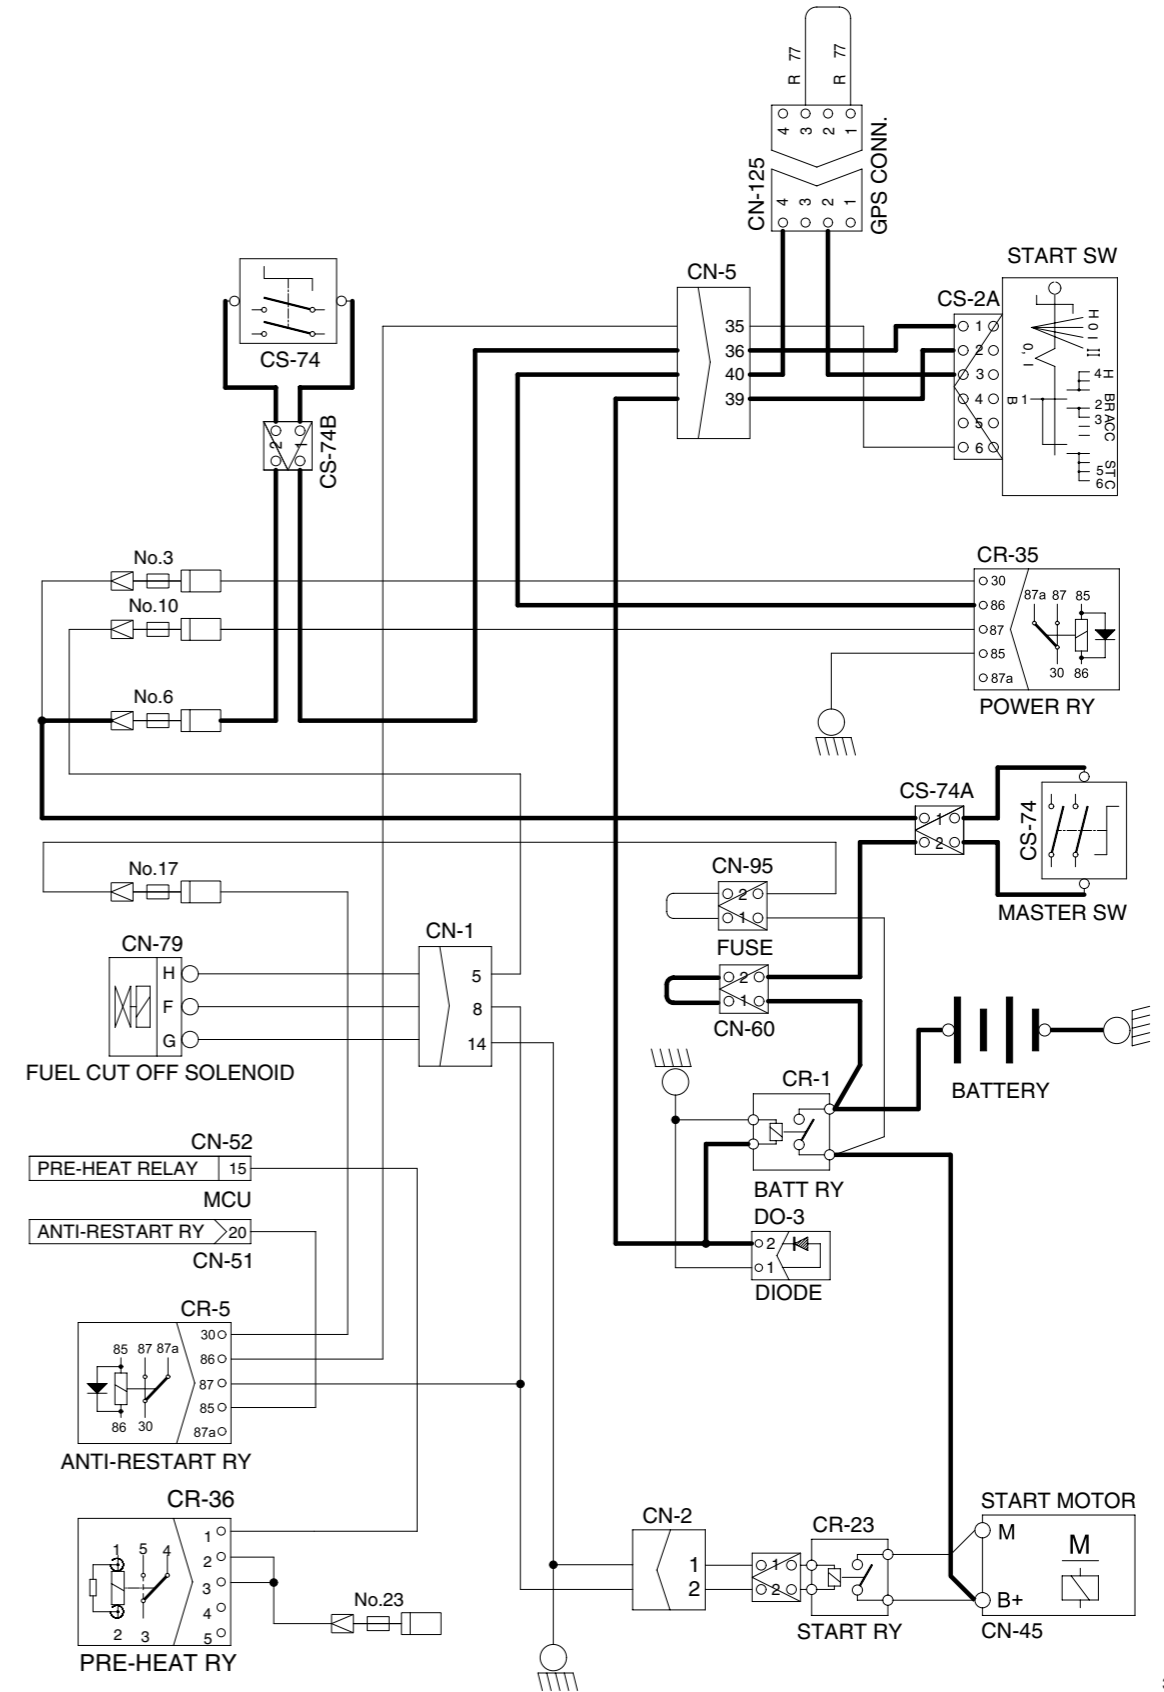 R 77
R 77
4 3 2 1
CN-125
GPS CONN.
4 3 2 1
START SW
CN-5
CS-2A
35
36
40
39
1
2
3
4
5
6
H O I II
0, I
B 1
4 H
BR
2
3 ACC
5 ST
6 C
CS-74
2 1
CS-74B
No.3
No.10
No.6
CR-35
30
86
87
85
87a
87a 87 85
30 86
POWER RY
CS-74A
1
2
CS-74
MASTER SW
No.17
CN-95
2
1
FUSE
2
1
CN-60
CN-79
H
F
G
FUEL CUT OFF SOLENOID
CN-1
5
8
14
BATTERY
CR-1
BATT RY
DO-3
2
1
DIODE
CN-52
PRE-HEAT RELAY 15
MCU
ANTI-RESTART RY 20
CN-51
CR-5
30
86
87
85
87a
85 87 87a
86 30
ANTI-RESTART RY
CR-36
1
2
3
4
5
1 5 4
2 3
PRE-HEAT RY
No.23
CN-2
1
2
1
2
CR-23
START RY
START MOTOR
M
M
B+
CN-45